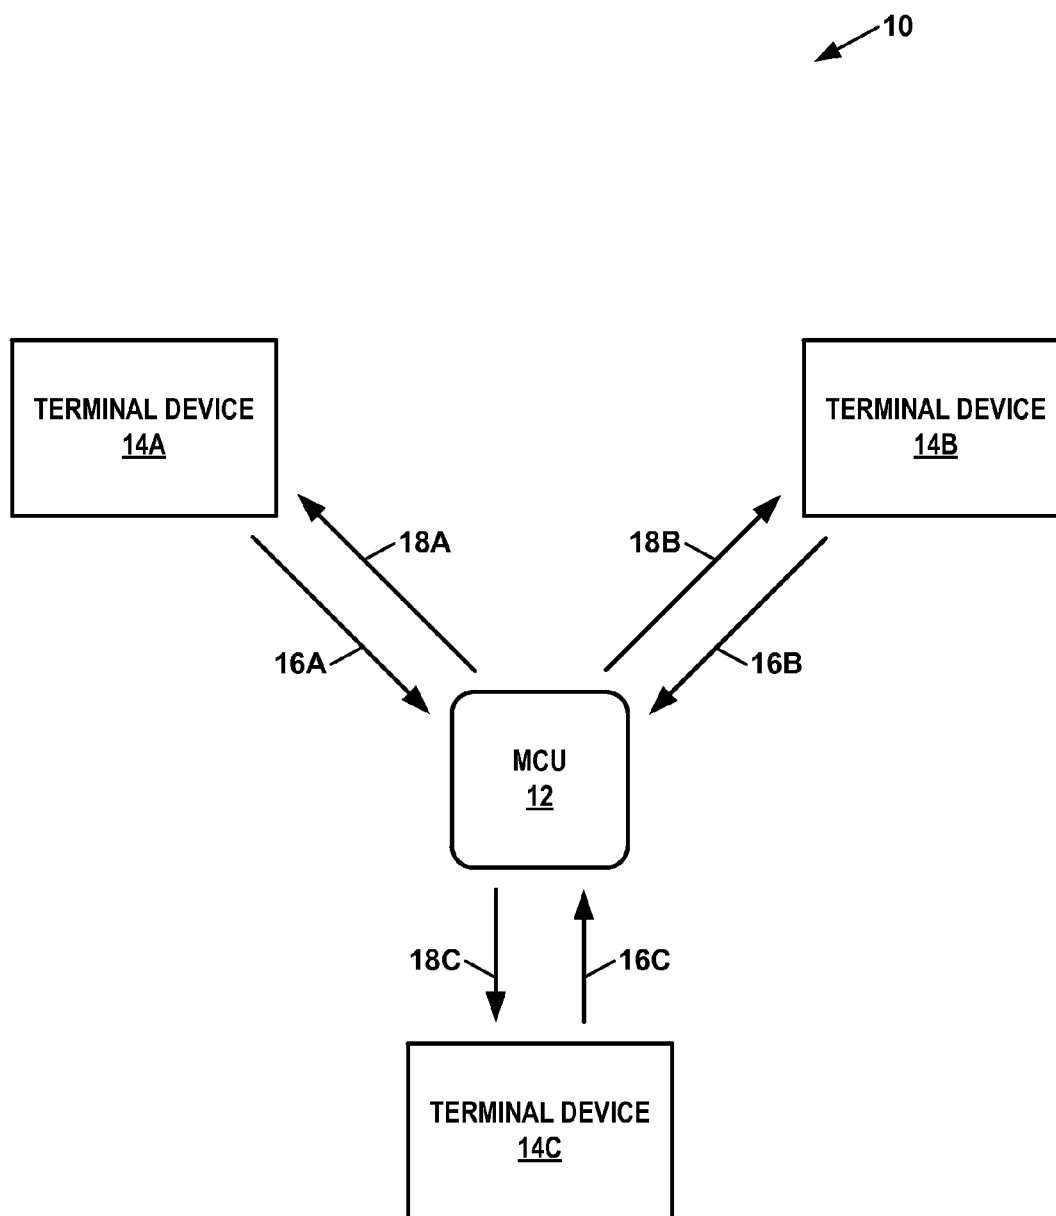 10
TERMINAL DEVICE
14A
TERMINAL DEVICE
14B
18A
18B
16A
16B
MCU
12
18C
16C
TERMINAL DEVICE
14C